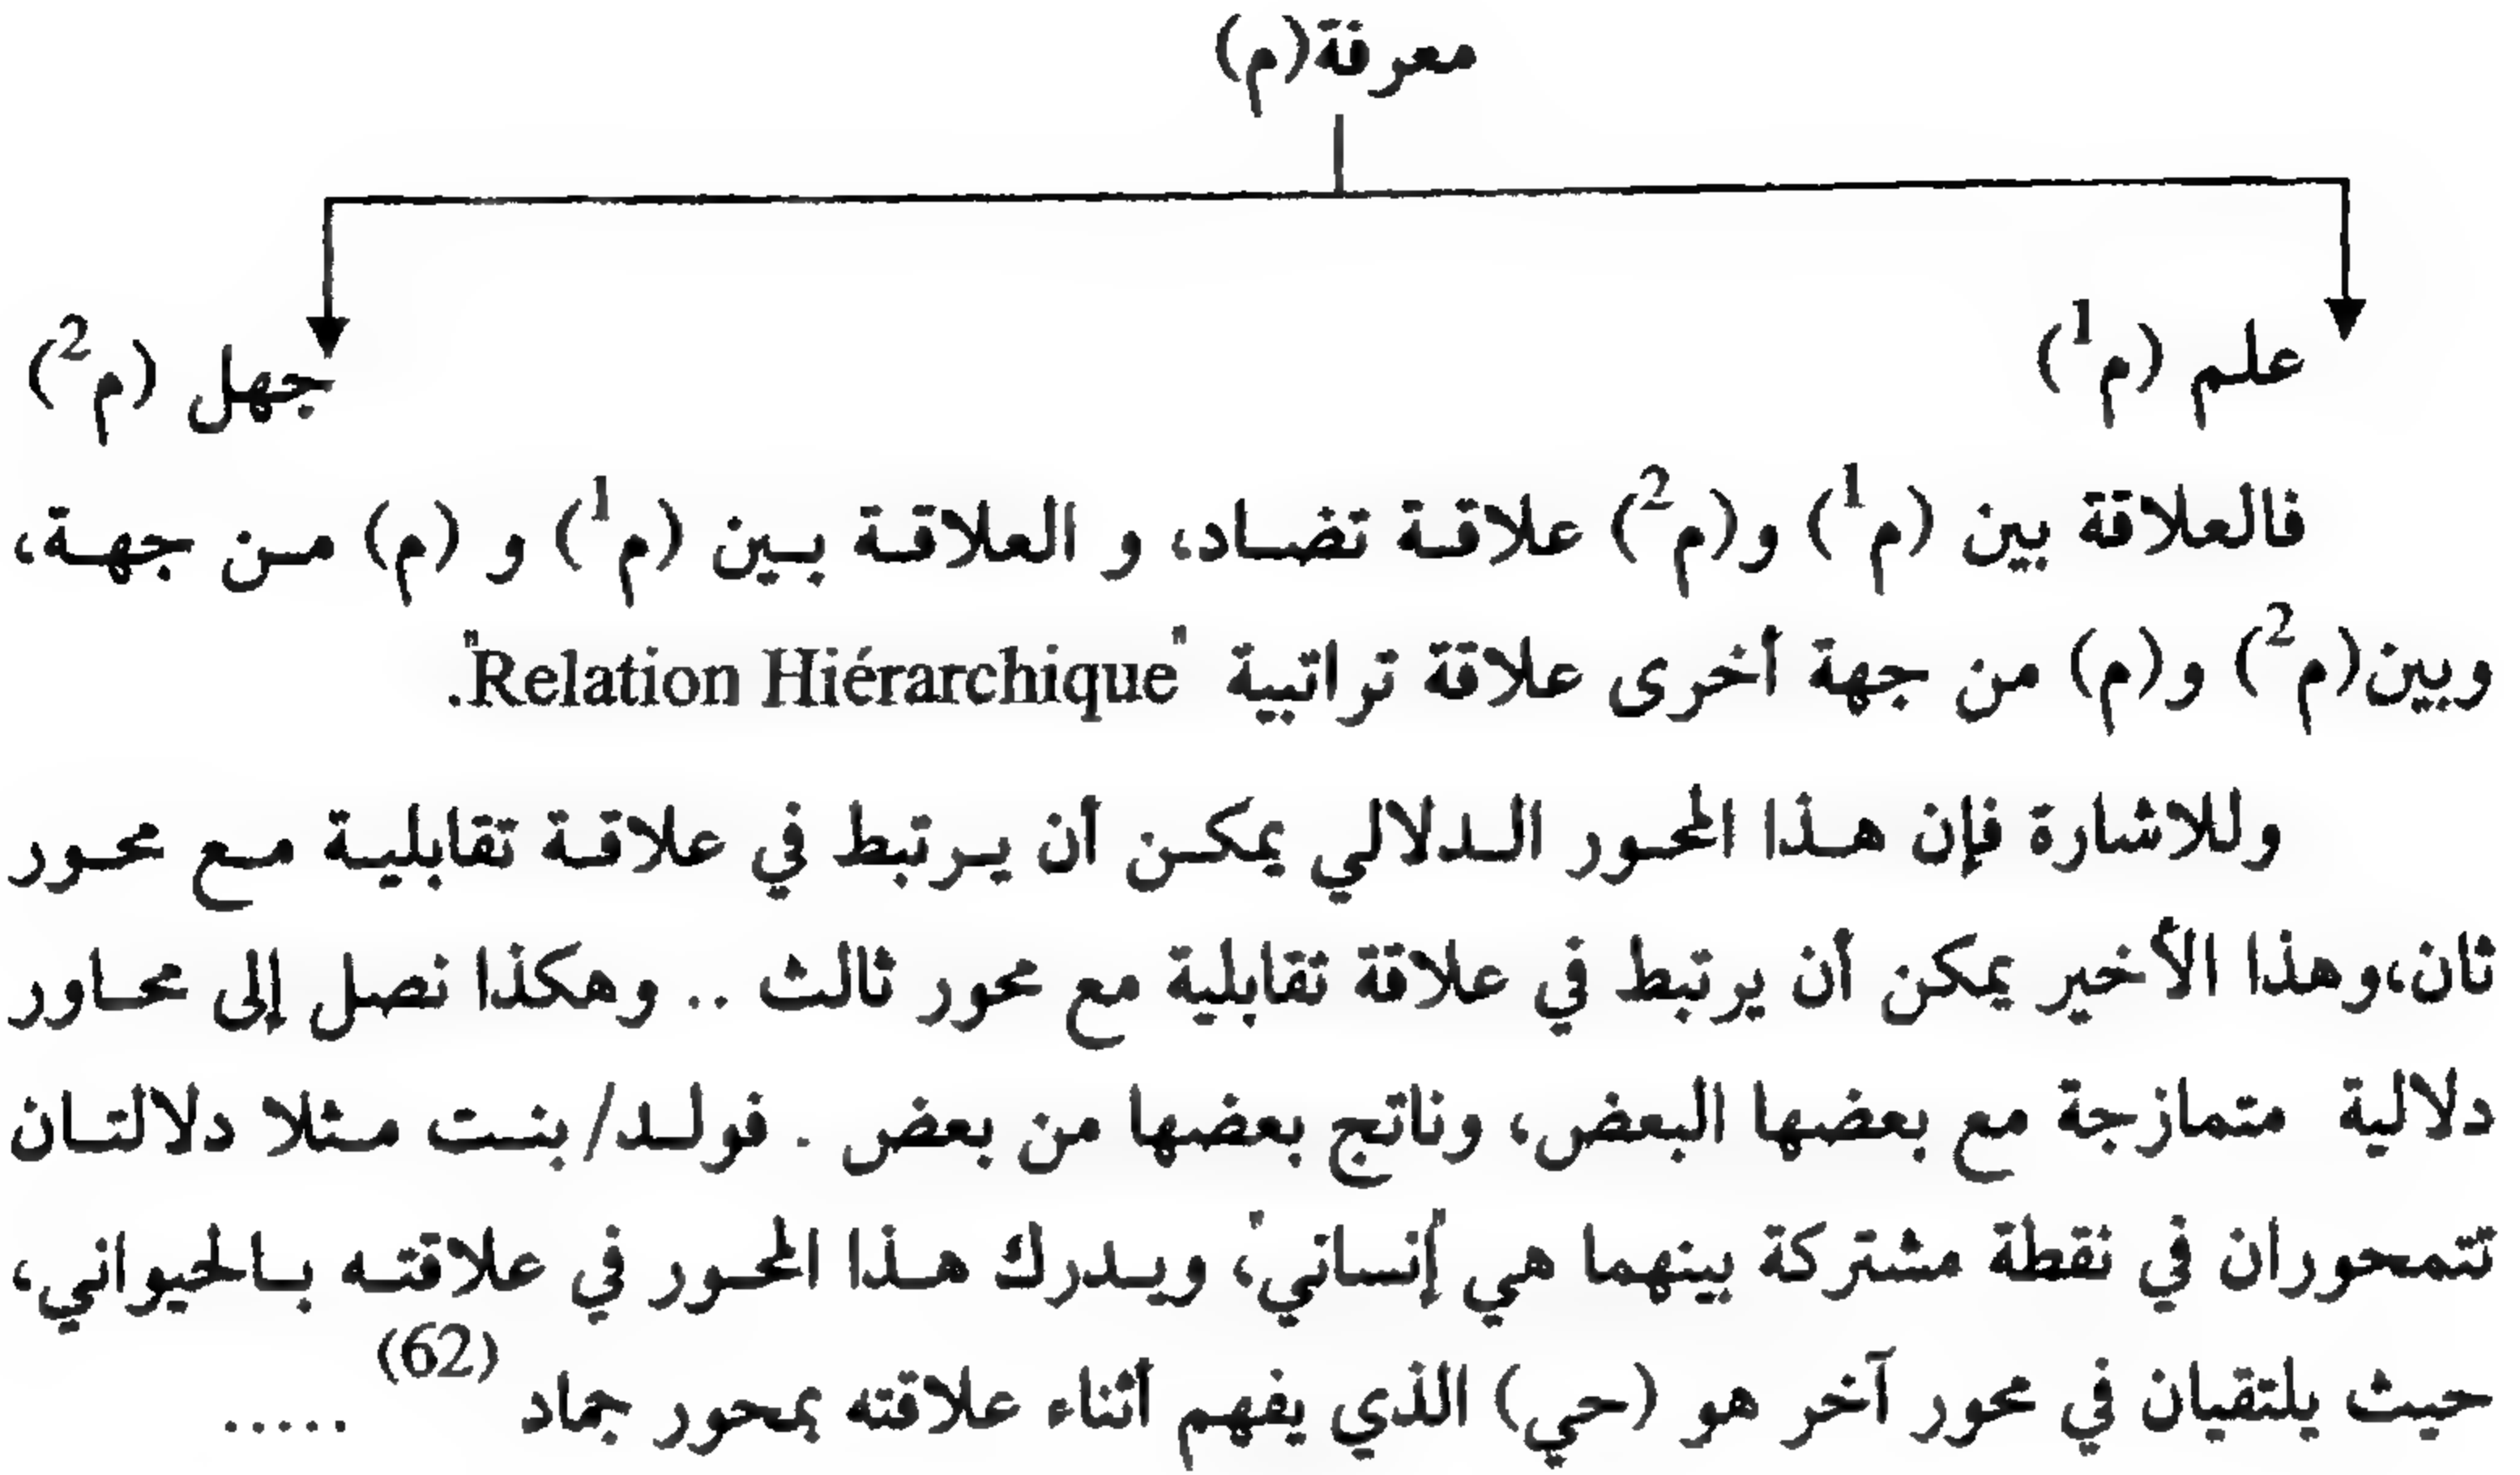 معرفة(م)
علم (م1) جهل (م2)
فالعلاقة بين (م1) و(م2) علاقة تضاد، و العلاقة بين (م1) و (م) من جهة،
وبين(م2) و(م) من جهة أخرى علاقة تراتبية "Relation Hiérarchique".
وللاشارة فإن هذا المحور الدلالي يمكن أن يرتبط في علاقة تقابلية مع محور
ثان،وهذا الأخير يمكن أن يرتبط في علاقة تقابلية مع محور ثالث .. وهكذا نصل إلى محاور
دلالية متمازجة مع بعضها البعض، وناتج بعضها من بعض . فولد/بنت مثلا دلالتان
تتمحوران في نقطة مشتركة بينهما هي "إنساني"، ويدرك هذا المحور في علاقته بالحيواني،
حيث يلتقيان في محور آخر هو (حي) الذي يفهم أثناء علاقته بمحور جماد (62) .....